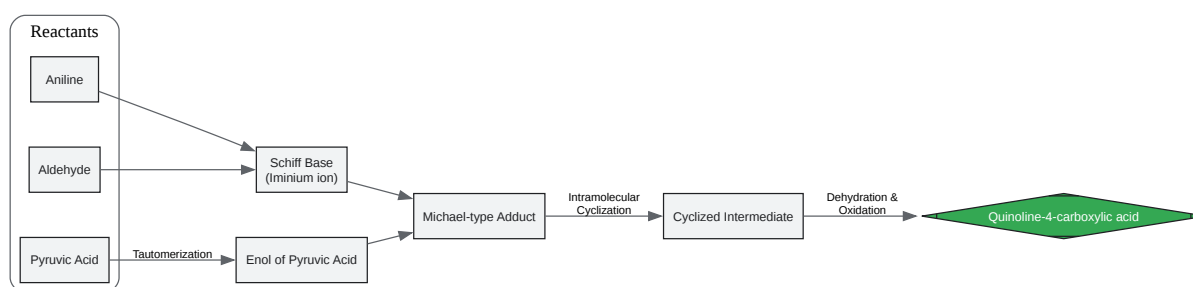 Reactants
Aniline
Aldehyde
Schiff Base
(Iminium ion)
Pyruvic Acid
Tautomerization
Enol of Pyruvic Acid
Michael-type Adduct
Intramolecular
Cyclization
Cyclized Intermediate
Dehydration &
Oxidation
Quinoline-4-carboxylic acid